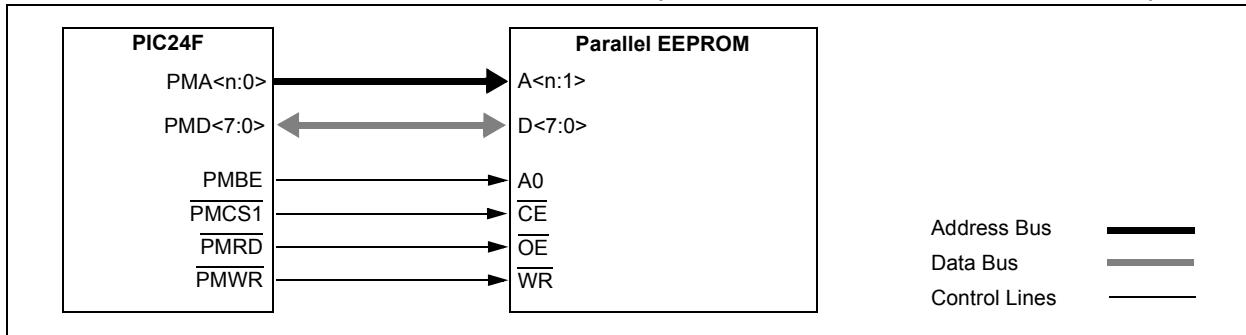 PIC24F
Parallel EEPROM
PMA<n:0>
A<n:1>
PMD<7:0>
D<7:0>
PMBE
A0
PMCS1
CE
PMRD
OE
PMWR
WR
Address Bus
Data Bus
Control Lines